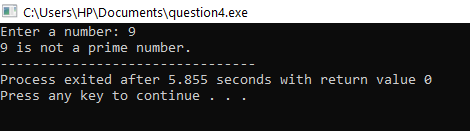 C:\Users\HP\Documents\question4.exe
Enter a number: 9
9 is not a prime number.
--------------------------------
Process exited after 5.855 seconds with return value 0
Press any key to continue . . .